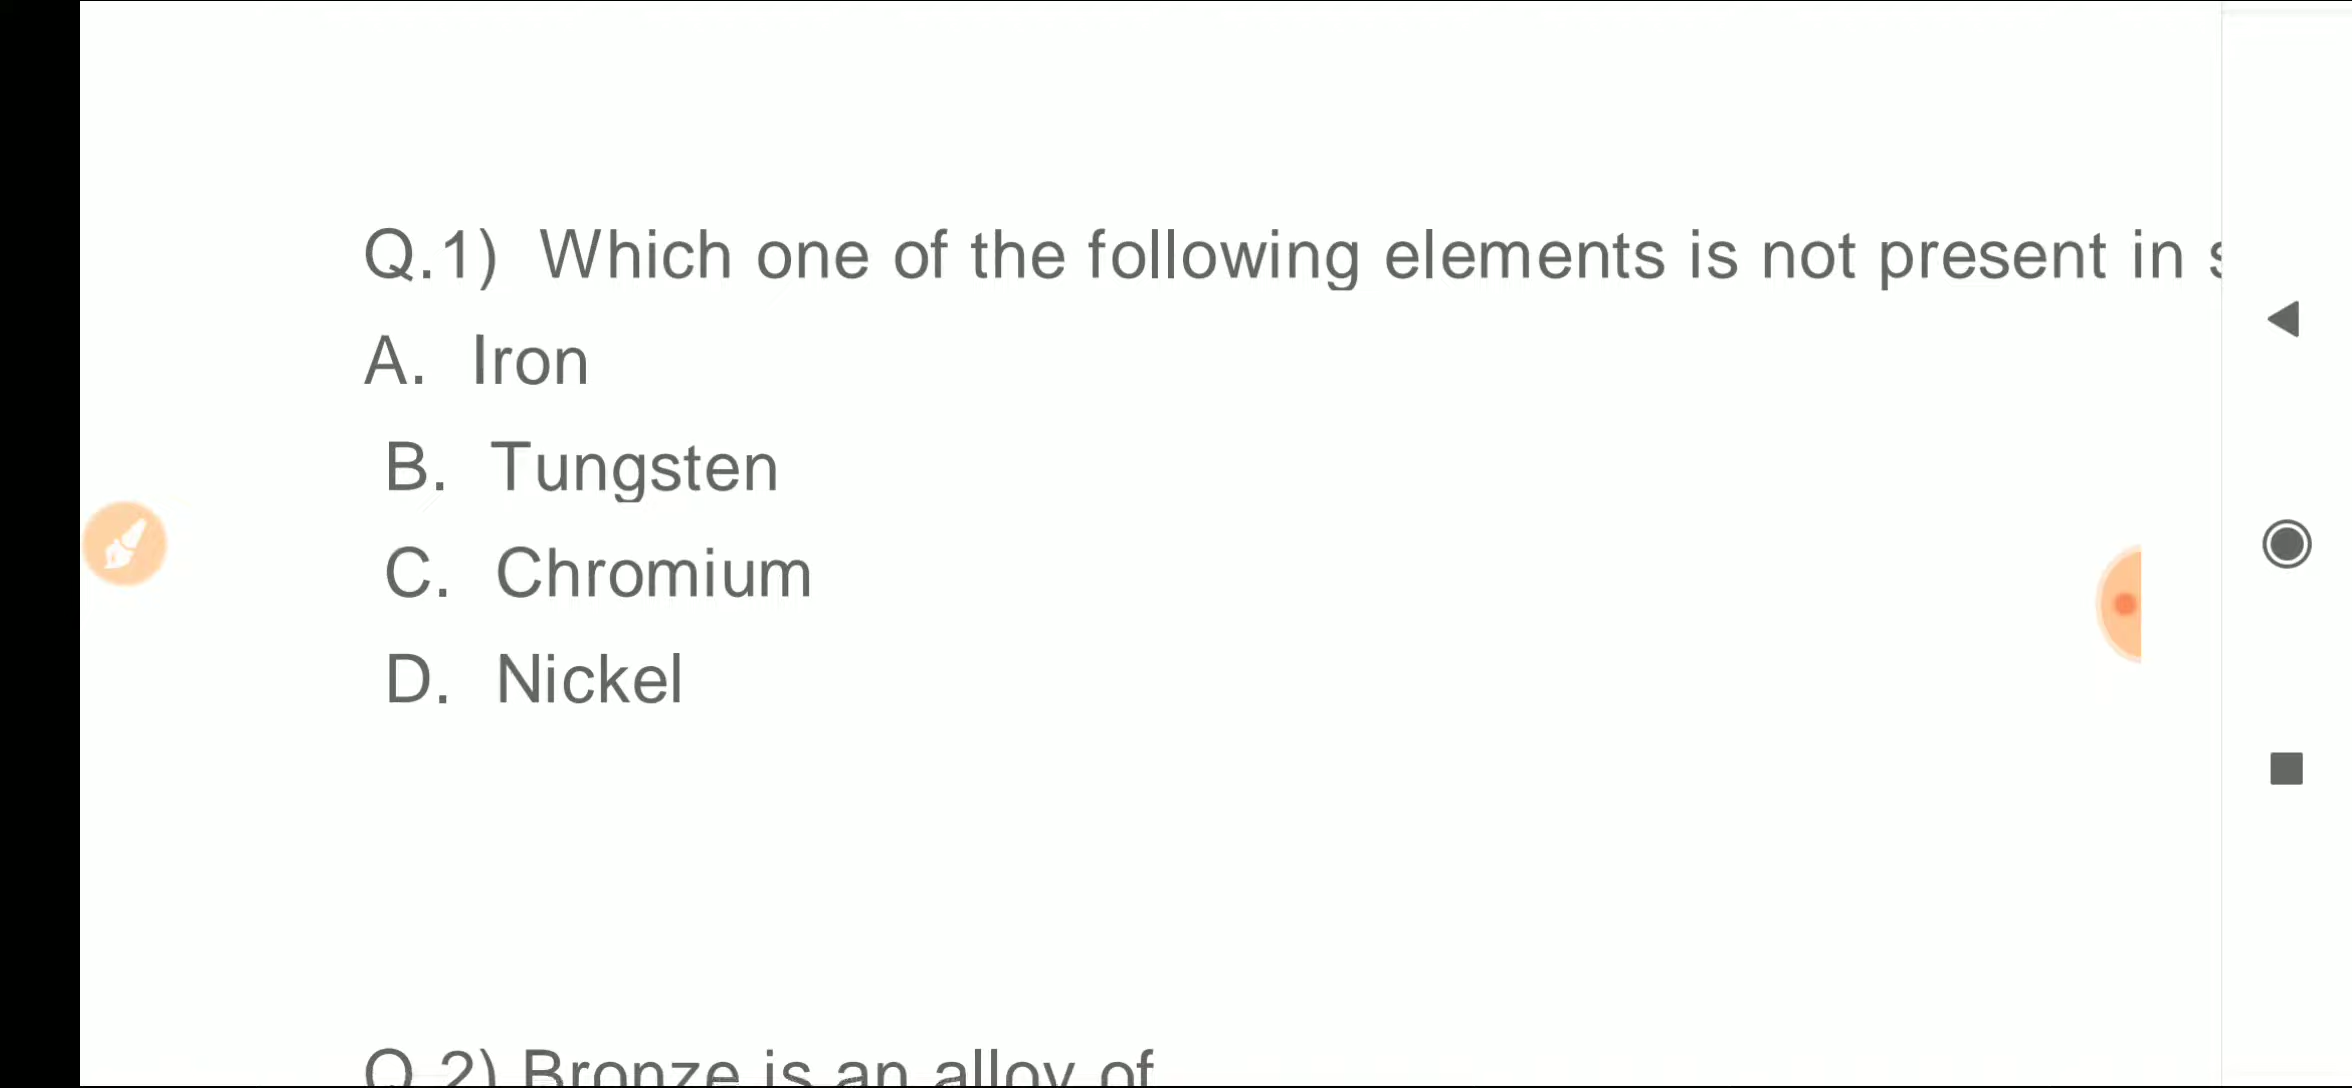 Q.1) Which one of the following elements is not present in
A. Iron
B. Tungsten
C. Chromium
D. Nickel
Q.2) Bronze is an alloy of